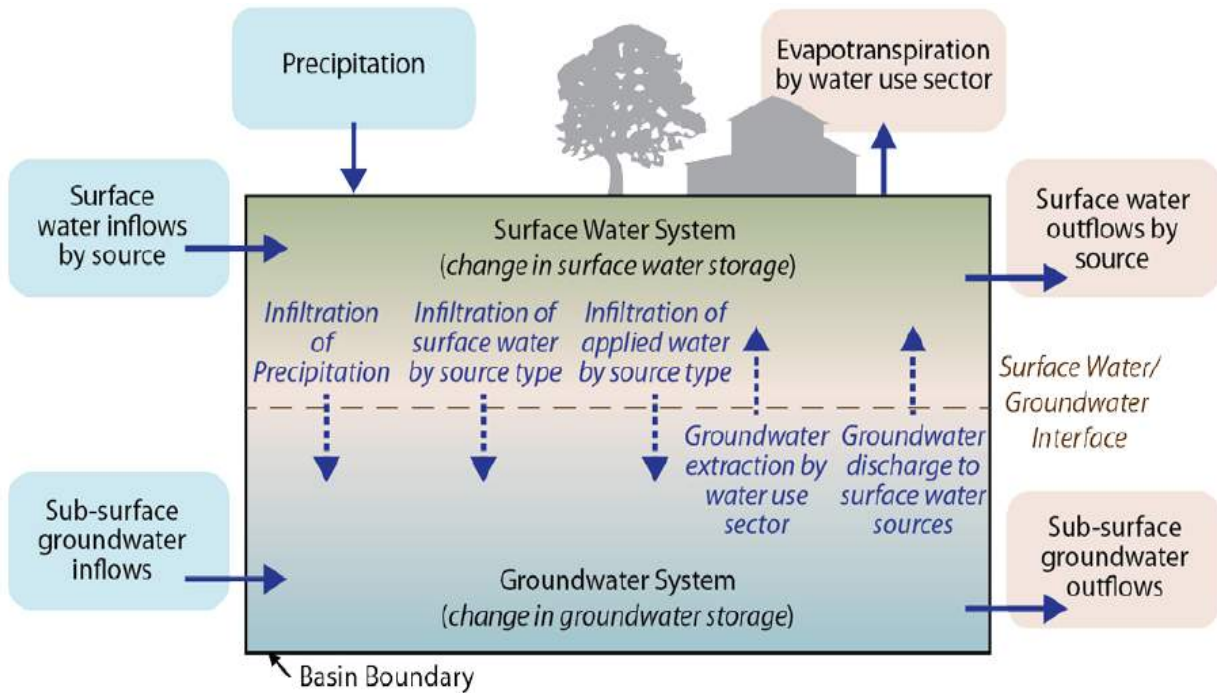 Precipitation
Evapotranspiration
by water use sector
Surface
water inflows
by source
Surface water
outflows by
source
Surface Water System
(change in surface water storage)
Infiltration
of
Precipitation
Infiltration of
surface water
by source type
Infiltration of
applied water
by source type
Surface Water/
Groundwater
Interface
Groundwater
extraction by
water use
sector
Groundwater
discharge to
surface water
sources
Sub-surface
groundwater
inflows
Sub-surface
groundwater
outflows
Groundwater System
(change in groundwater storage)
Basin Boundary